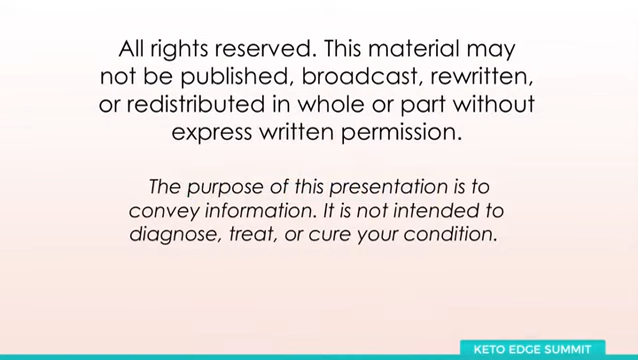 All rights reserved. This material may
not be published, broadcast, rewritten,
or redistributed in whole or part without
express written permission.
The purpose of this presentation is to
convey information. It is not intended to
diagnose, treat, or cure your condition.
KETO EDGE SUMMIT